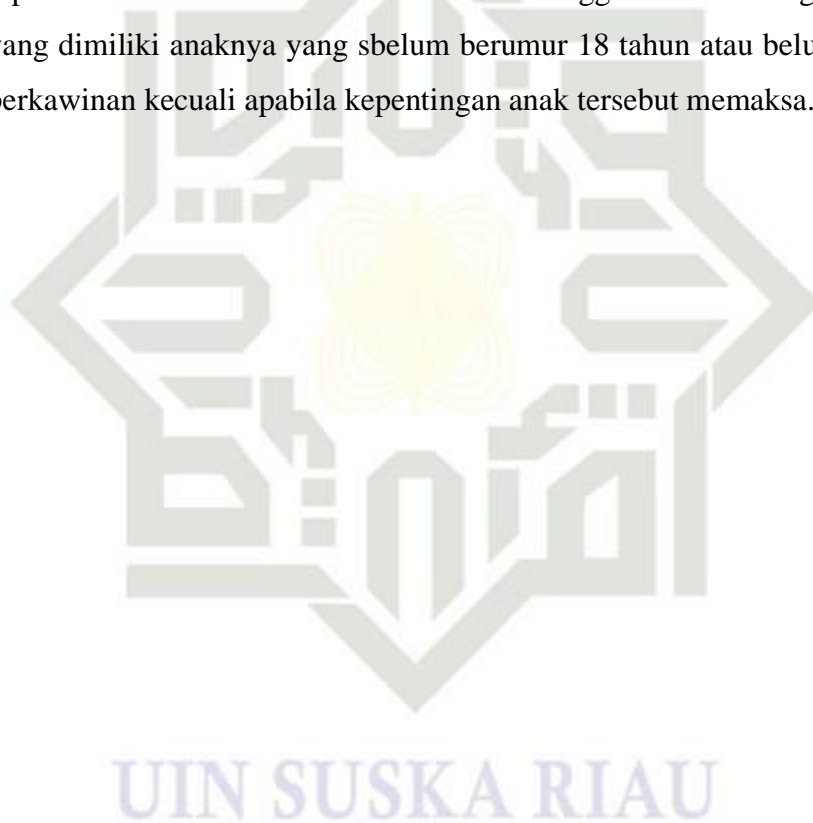 yang dimiliki anaknya yang sbelum berumur 18 tahun atau
perkawinan kecuali apabila kepentingan anak tersebut memaksa.
UIN SUSKA RIAU